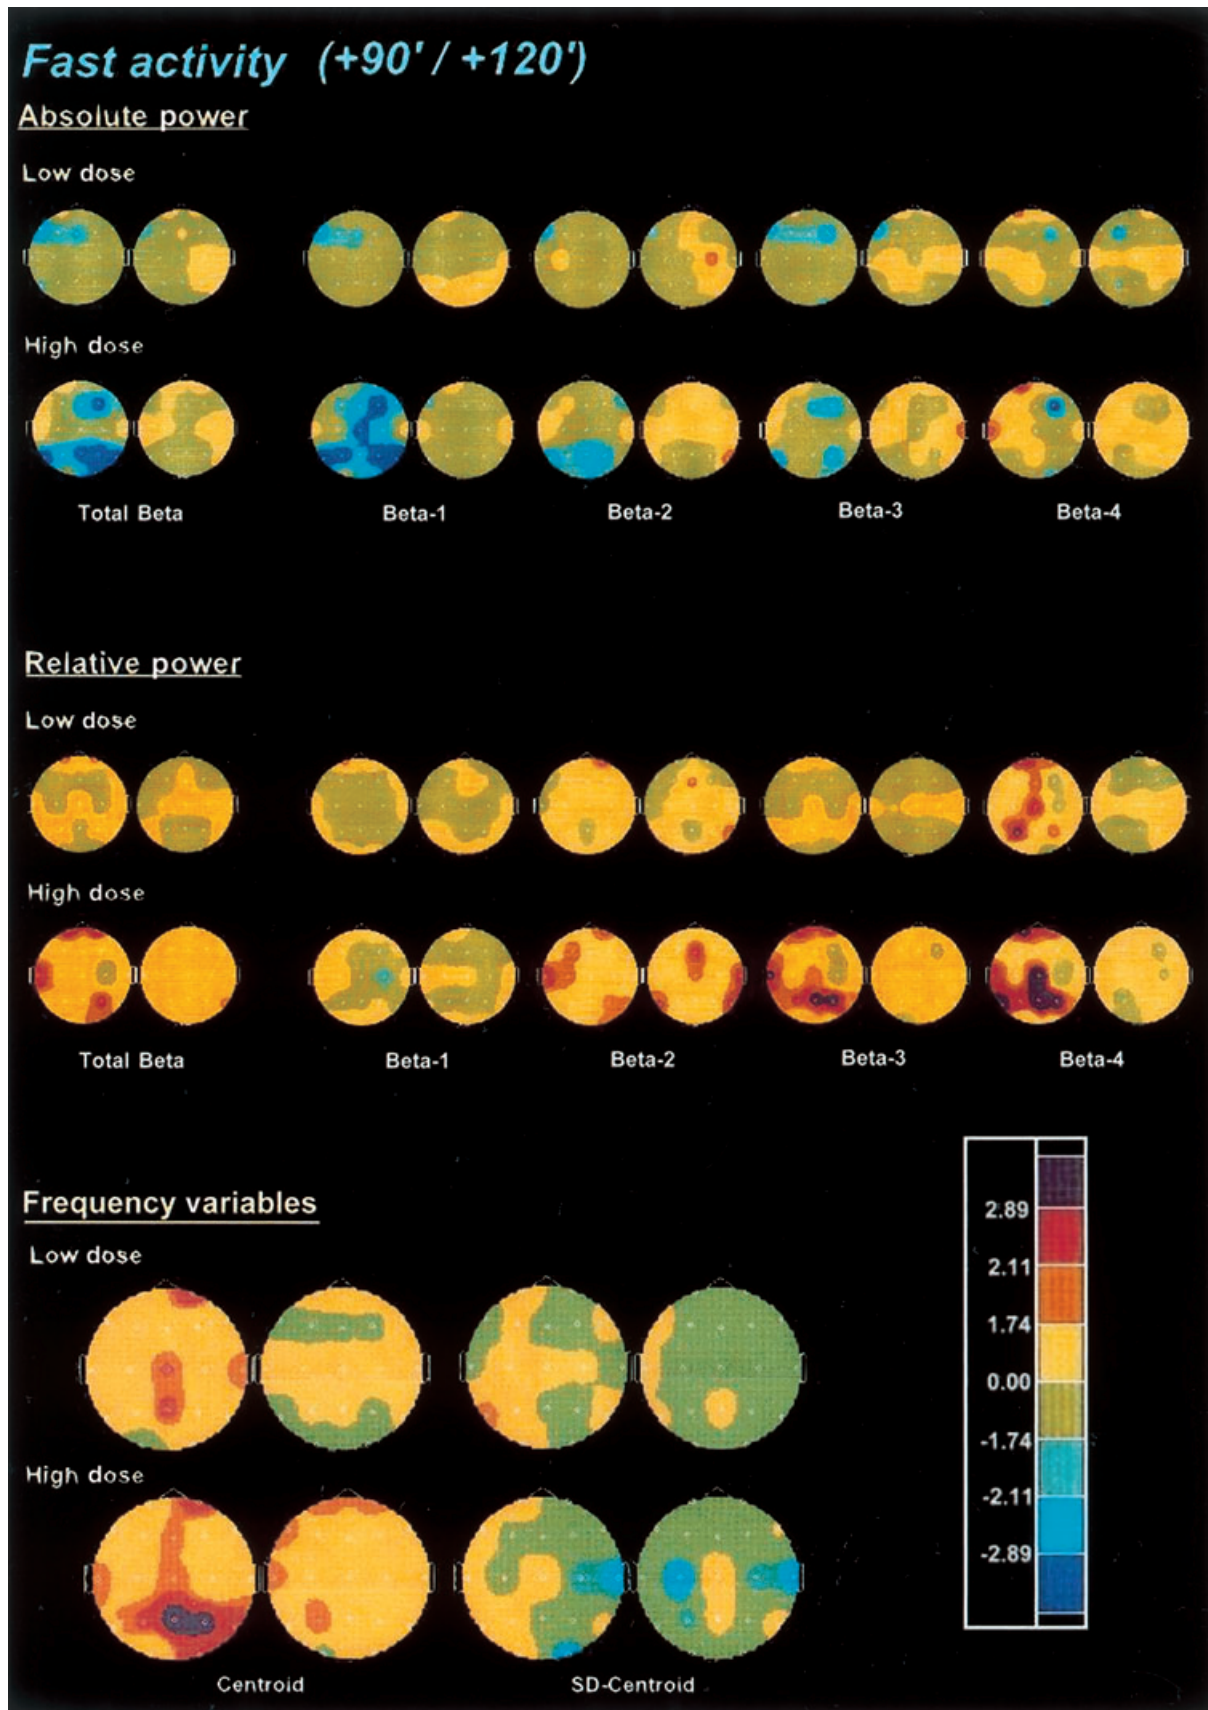 Fast activity (+90' / +120')
Absolute power
Low dose
High dose
Total Beta Beta-1 Beta-2 Beta-3 Beta-4
Relative power
Low dose
High dose
Total Beta Beta-1 Beta-2 Beta-3 Beta-4
Frequency variables
Low dose
High dose
Centroid SD-Centroid
2.89
2.11
1.74
0.00
-1.74
-2.11
-2.89